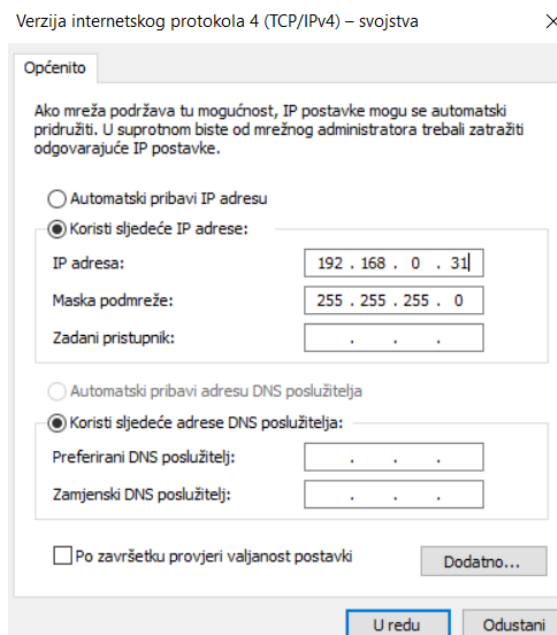 Verzija internetskog protokola 4 (TCP/IPv4) – svojstva
Općenito
Ako mreža podržava tu mogućnost, IP postavke mogu se automatski
pridružiti. U suprotnom biste od mrežnog administratora trebali zatražiti
odgovarajuće IP postavke.
Automatski pribavi IP adresu
Koristi sljedeće IP adrese:
IP adresa: 192 . 168 . 0 . 31
Maska podmreže: 255 . 255 . 255 . 0
Zadani pristupnik: . . .
Automatski pribavi adresu DNS poslužitelja
Koristi sljedeće adrese DNS poslužitelja:
Preferirani DNS poslužitelj: . . .
Zamjenski DNS poslužitelj: . . .
Po završetku provjeri valjanost postavki
Dodatno...
U redu Odustani